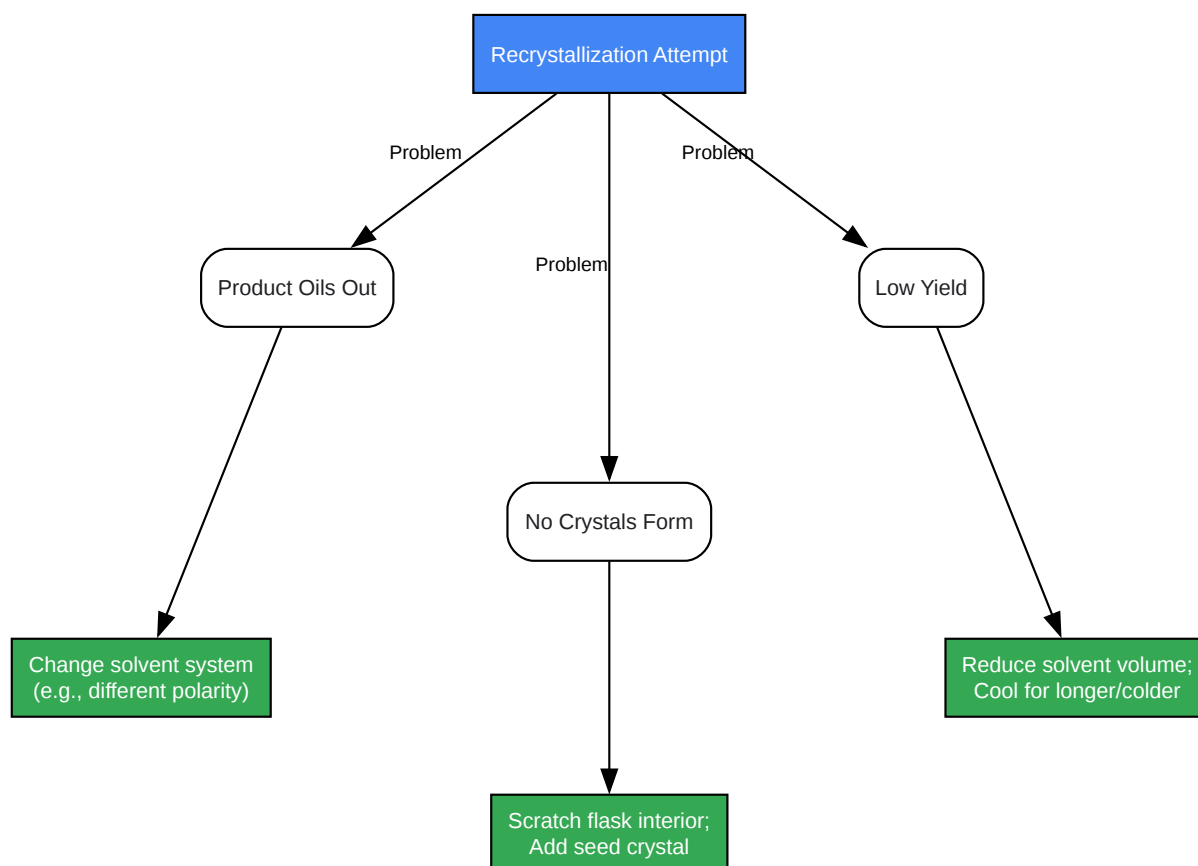 Recrystallization Attempt
Problem
Problem
Problem
Product Oils Out
Low Yield
No Crystals Form
Change solvent system
(e.g., different polarity)
Reduce solvent volume;
Cool for longer/colder
Scratch flask interior;
Add seed crystal